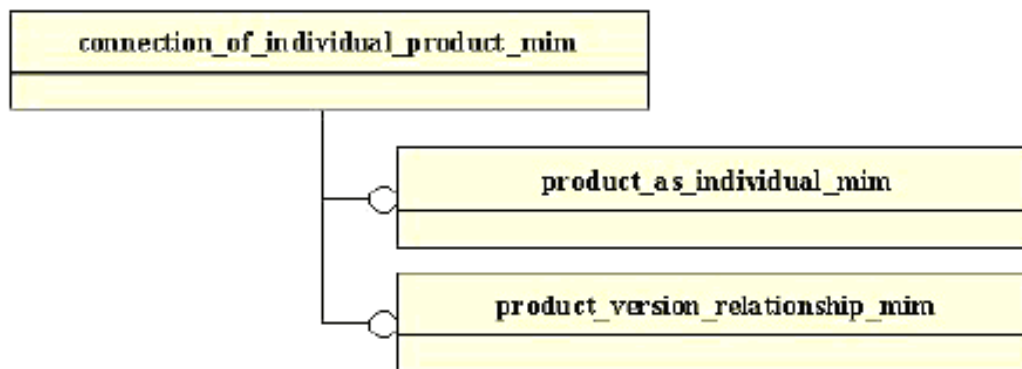 connection_of_individual_product_mim
product_as_individual_mim
product_version_relationship_mim